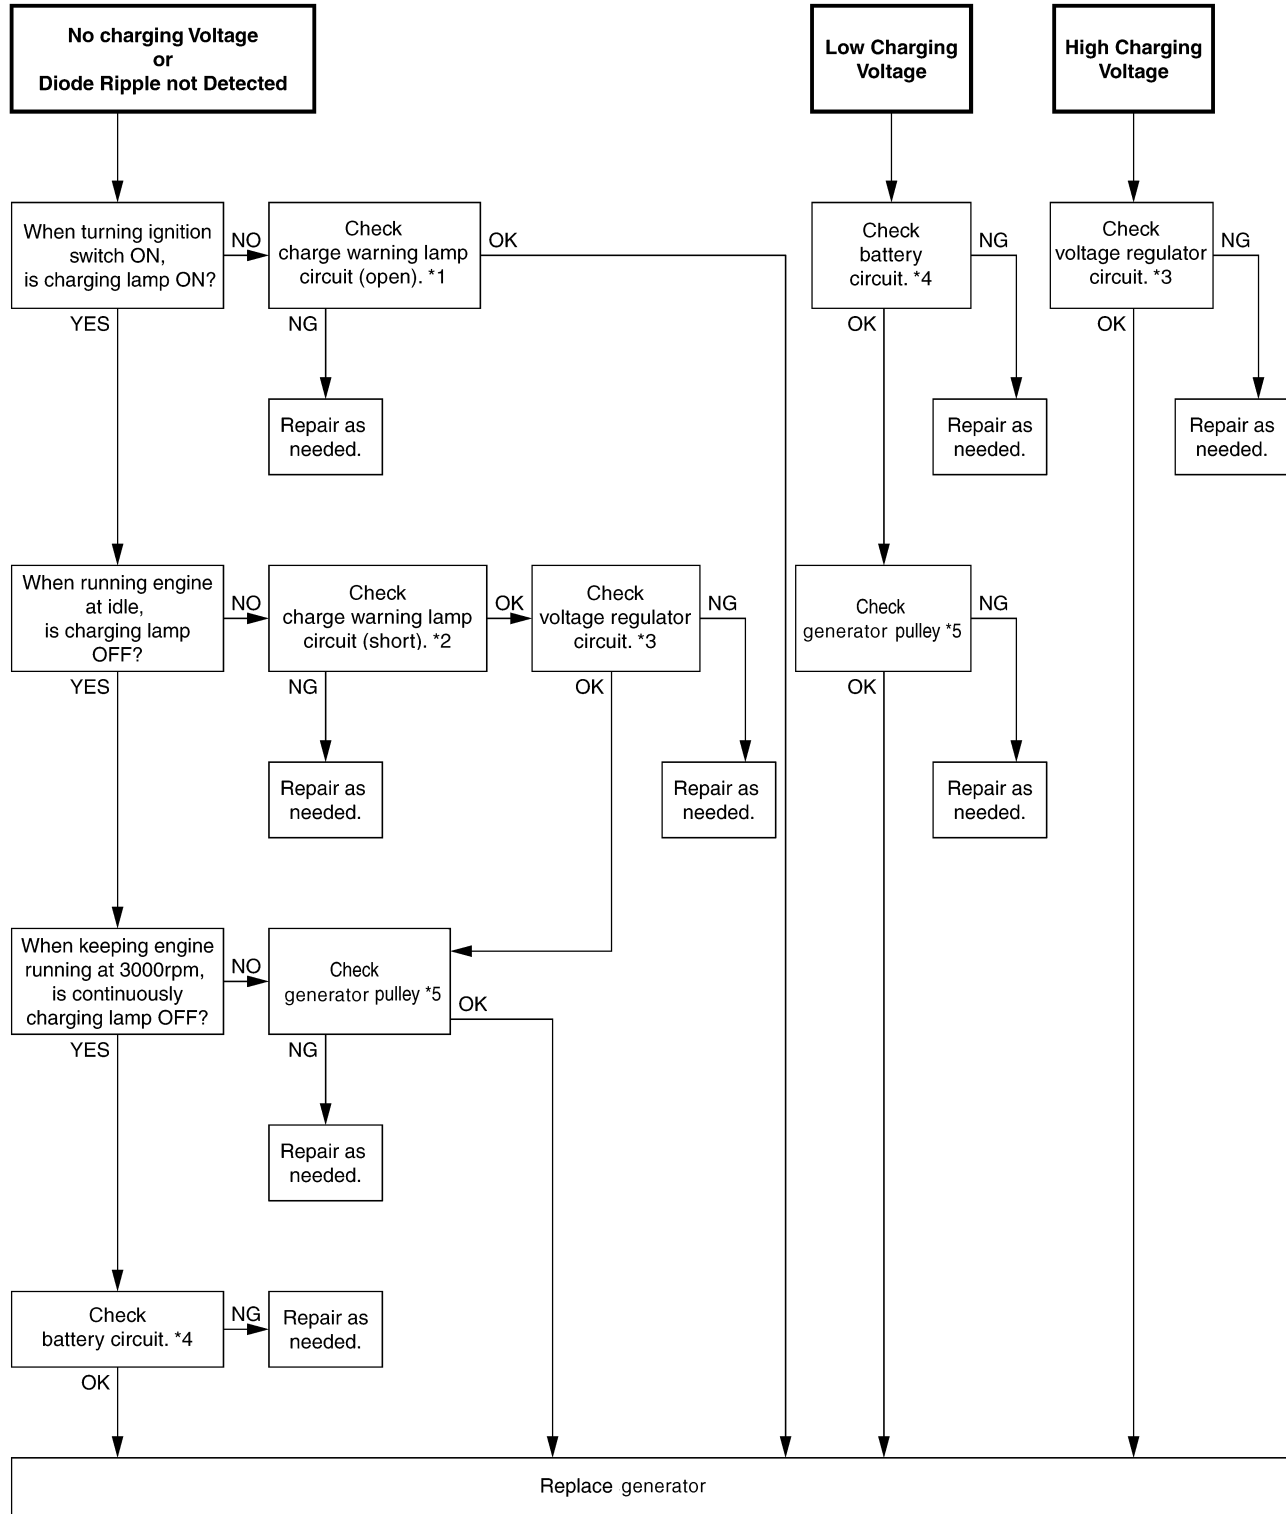 No charging Voltage
or
Diode Ripple not Detected
Low Charging
Voltage
High Charging
Voltage
When turning ignition
switch ON,
is charging lamp ON?
NO
Check
charge warning lamp
circuit (open). *1
OK
Check
battery
circuit. *4
NG
Check
voltage regulator
circuit. *3
NG
YES
NG
OK
OK
Repair as
needed.
Repair as
needed.
Repair as
needed.
When running engine
at idle,
is charging lamp
OFF?
NO
Check
charge warning lamp
circuit (short). *2
OK
Check
voltage regulator
circuit. *3
NG
Check
generator pulley *5
NG
YES
NG
OK
OK
Repair as
needed.
Repair as
needed.
Repair as
needed.
When keeping engine
running at 3000rpm,
is continuously
charging lamp OFF?
NO
Check
generator pulley *5
OK
YES
NG
Repair as
needed.
Check
battery circuit. *4
NG
Repair as
needed.
OK
Replace generator